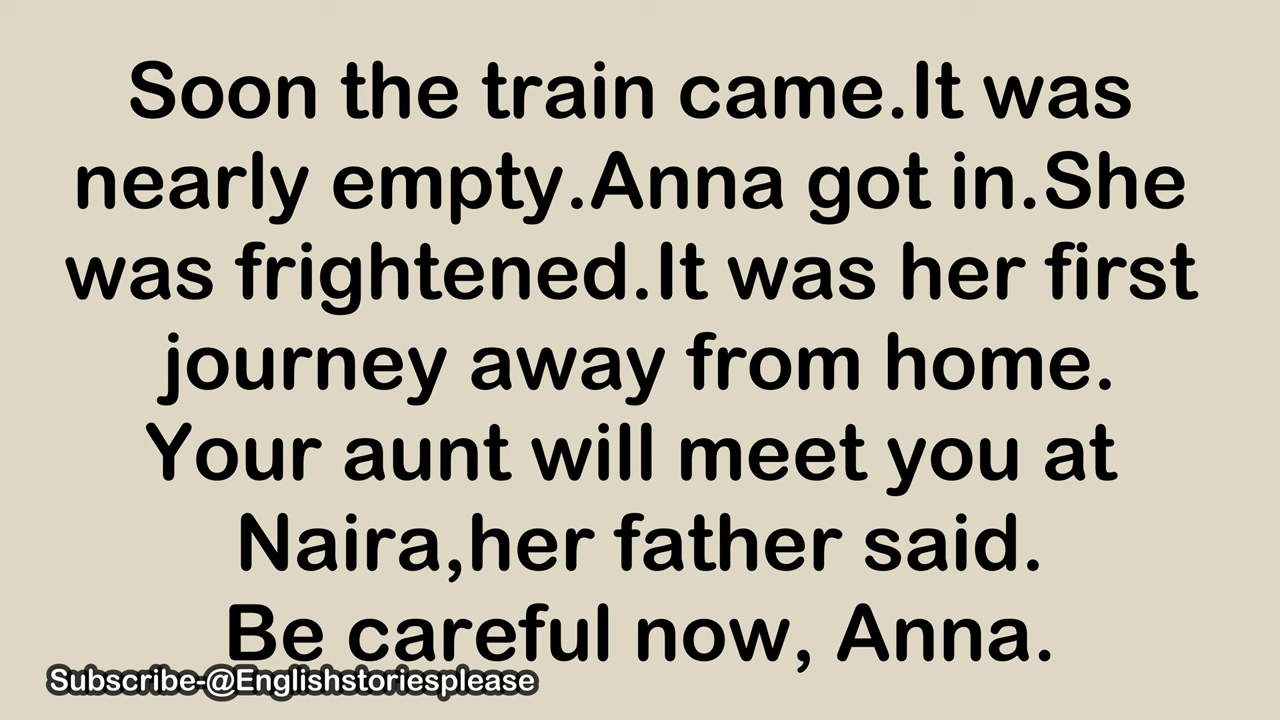 Soon the train came.It was
nearly empty.Anna got in.She
was frightened.It was her first
journey away from home.
Your aunt will meet you at
Naira,her father said.
Be careful now, Anna.
Subscribe-@Englishstoriesplease